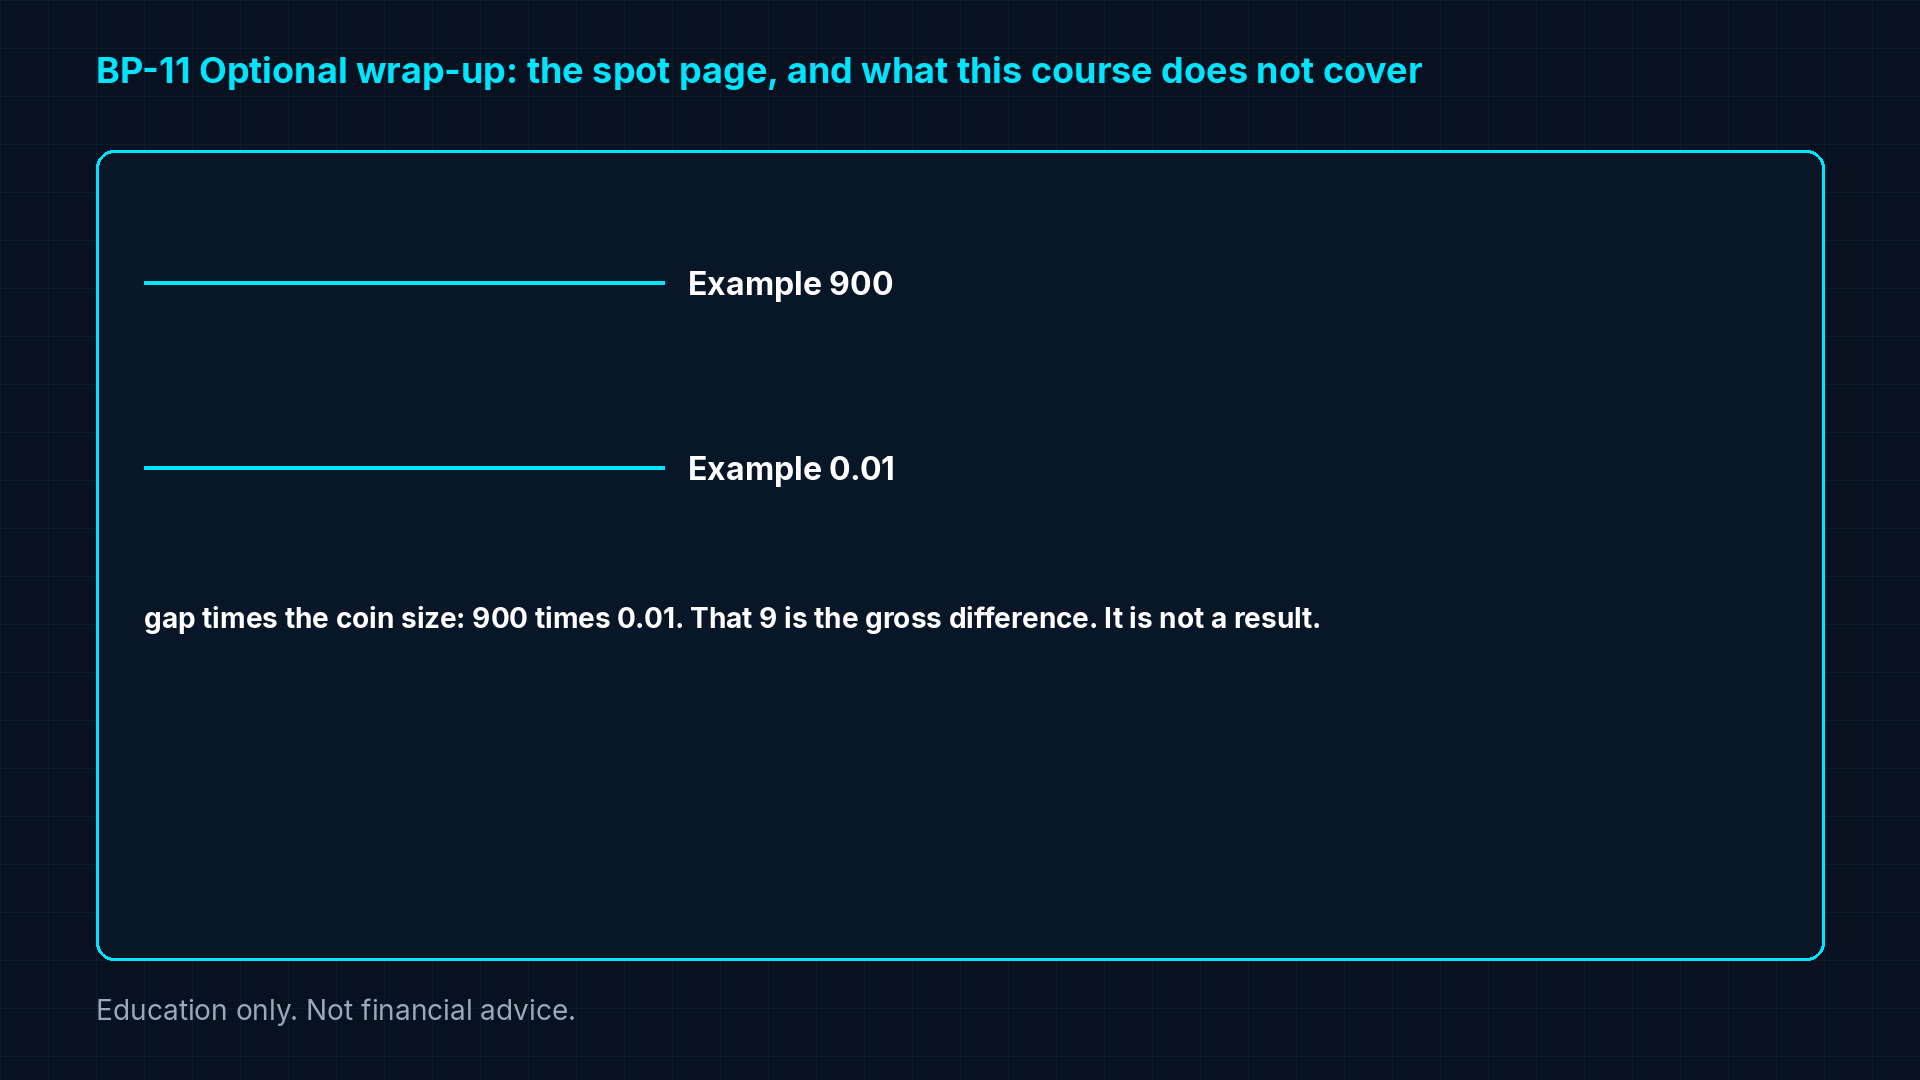 BP-11 Optional wrap-up: the spot page, and what this course does not cover
Example 900
Example 0.01
gap times the coin size: 900 times 0.01. That 9 is the gross difference. It is not a result.
Education only. Not financial advice.